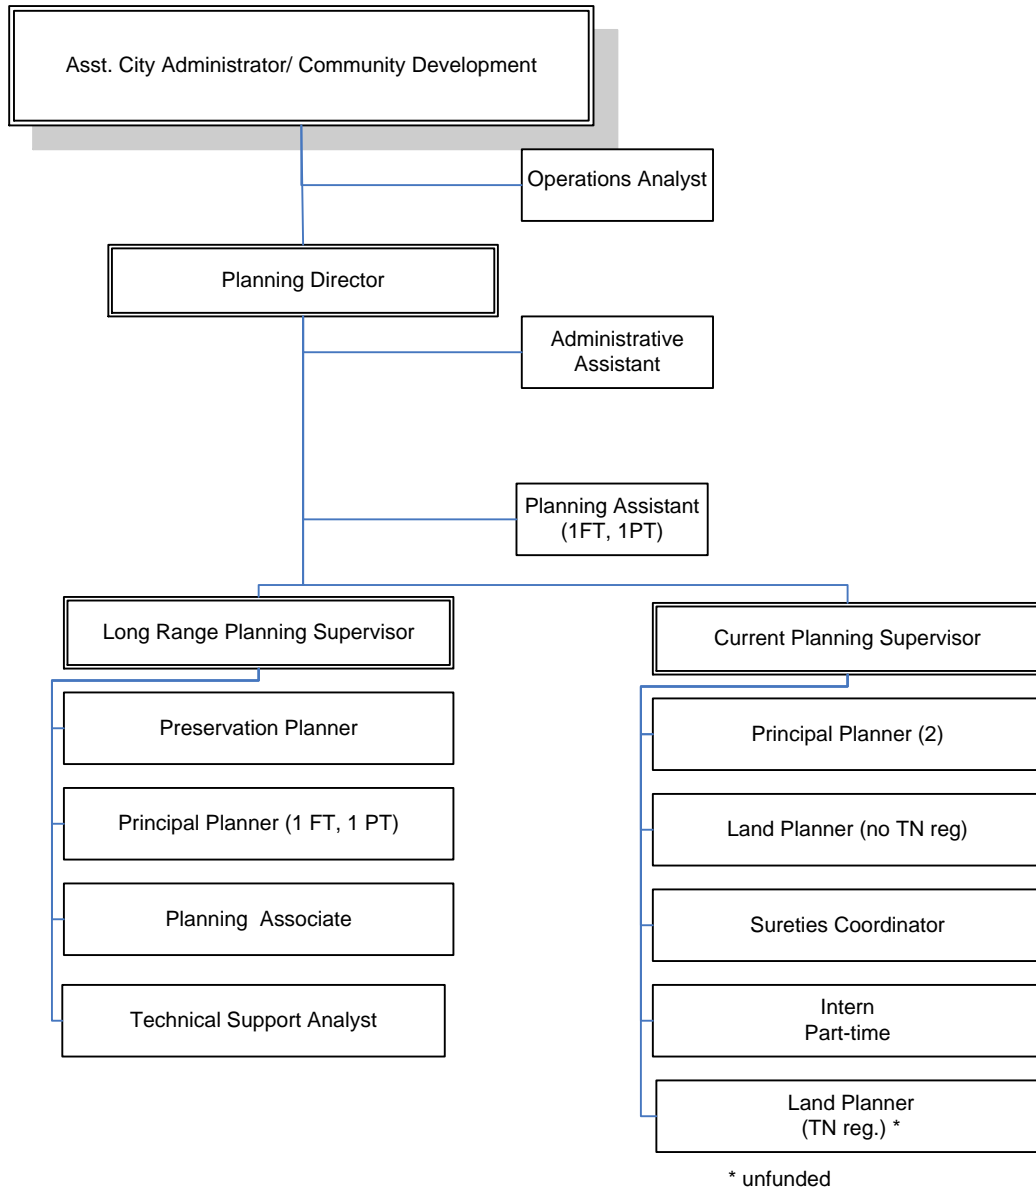 Asst. City Administrator/ Community Development
Operations Analyst
Planning Director
Administrative
Assistant
Planning Assistant
(1FT, 1PT)
Long Range Planning Supervisor
Preservation Planner
Principal Planner (1 FT, 1 PT)
Planning  Associate
Technical Support Analyst
Current Planning Supervisor
Principal Planner (2)
Land Planner (no TN reg)
Sureties Coordinator
Intern
Part-time
Land Planner
(TN reg.) *
* unfunded